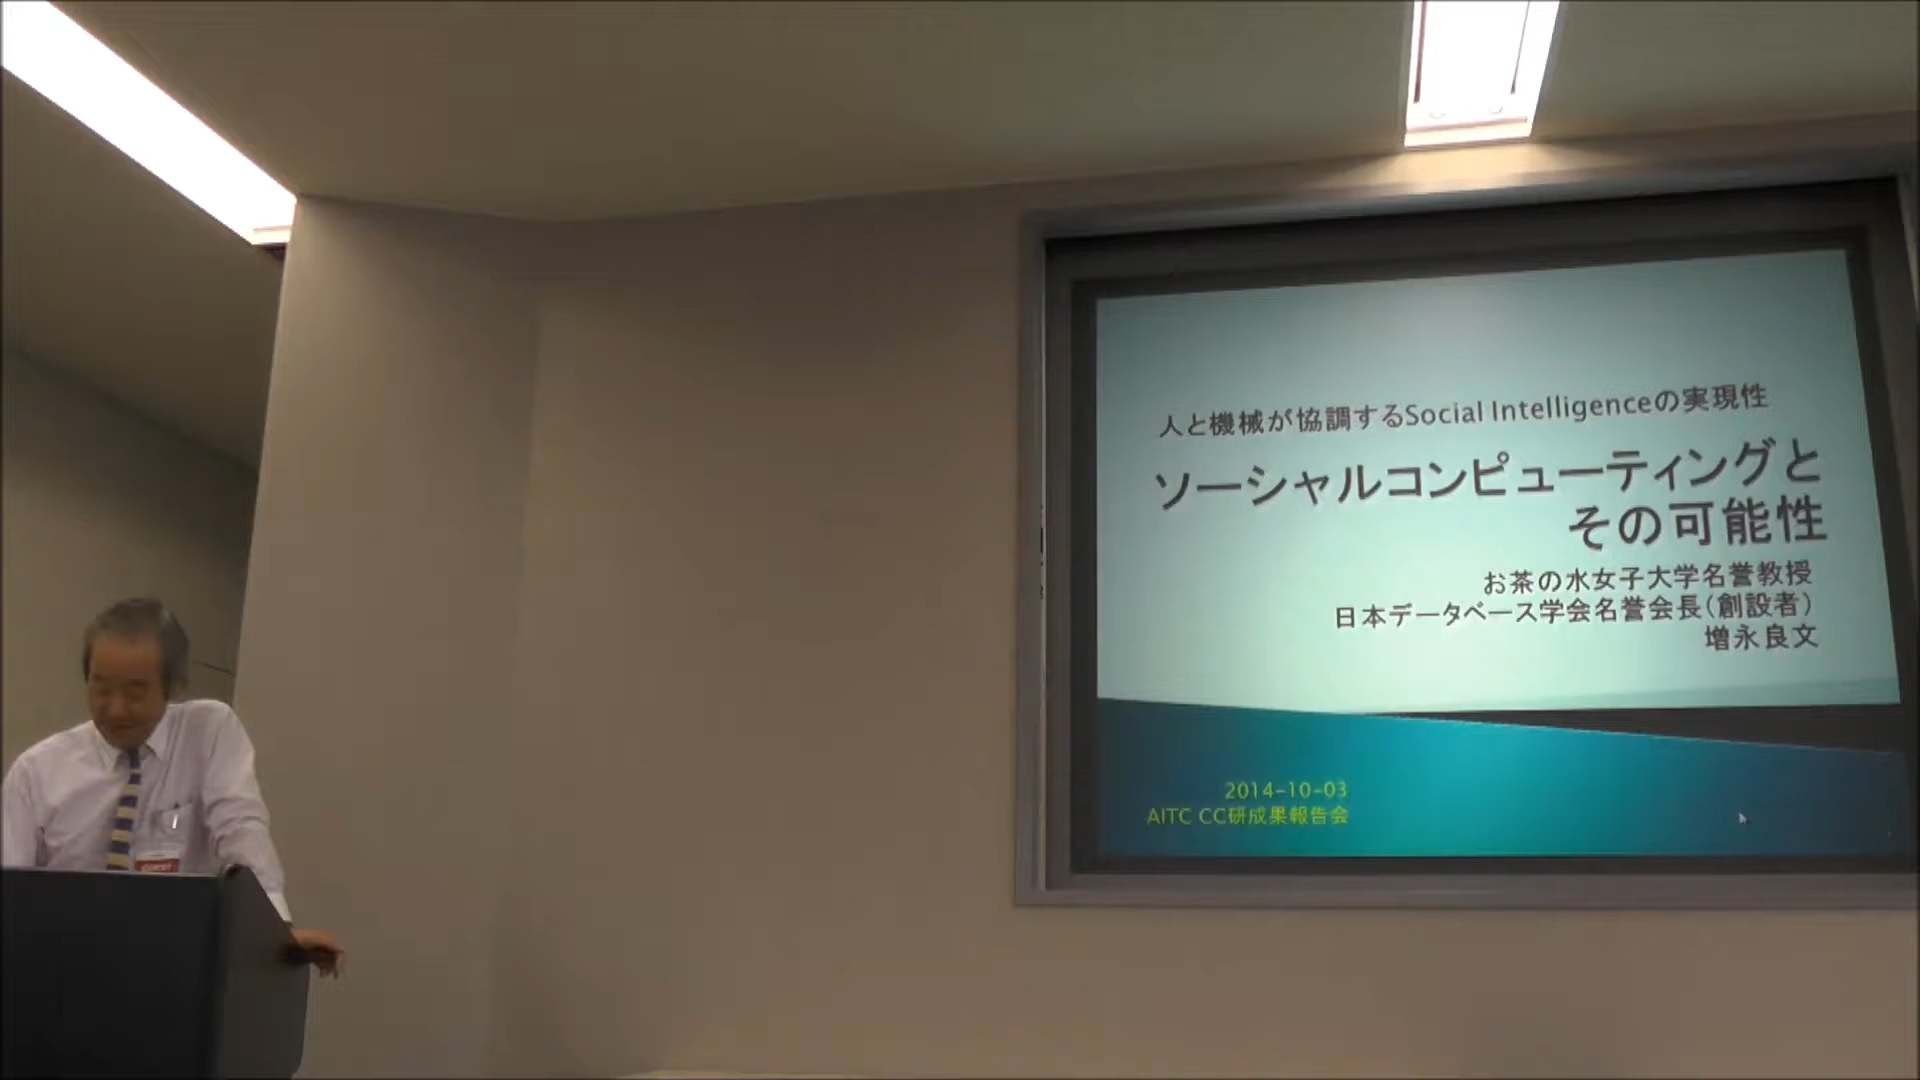 人と機械が協調するSocial Intelligenceの実現性
ソーシャルコンピューティングと
その可能性
お茶の水女子大学名誉教授
日本データベース学会名誉会長(創設者)
増永良文
2014-10-03
AITC CC研成果報告会